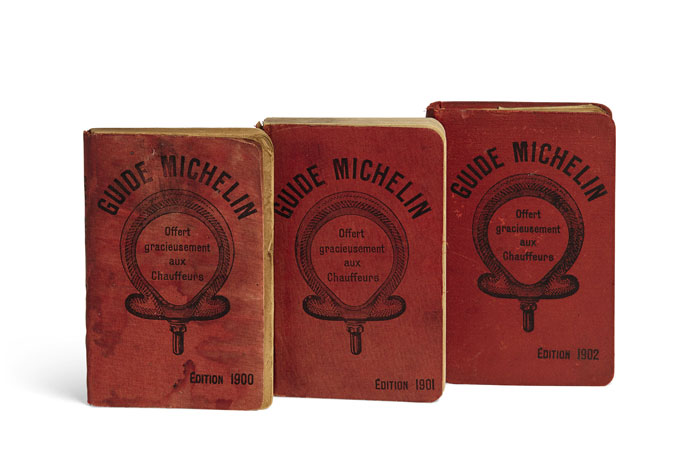 GUIDE MICHELIN
Offert
gracieusement
aux
Chauffeurs
ÉDITION 1900
GUIDE MICHELIN
Offert
gracieusement
aux
Chauffeurs
ÉDITION 1901
GUIDE MICHELIN
Offert
gracieusement
aux
Chauffeurs
ÉDITION 1902